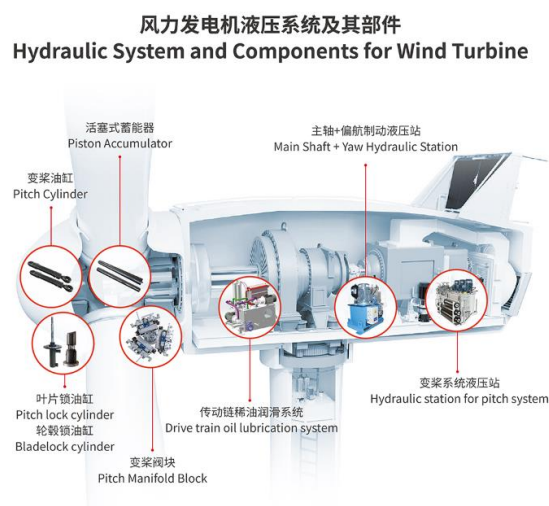 风力发电机液压系统及其部件
Hydraulic System and Components for Wind Turbine
活塞式蓄能器
Piston Accumulator
主轴+偏航制动液压站
Main Shaft + Yaw Hydraulic Station
变桨油缸
Pitch Cylinder
叶片锁油缸
Pitch lock cylinder
轮毂锁油缸
Bladelock cylinder
变桨阀块
Pitch Manifold Block
传动链稀油润滑系统
Drive train oil lubrication system
变桨系统液压站
Hydraulic station for pitch system